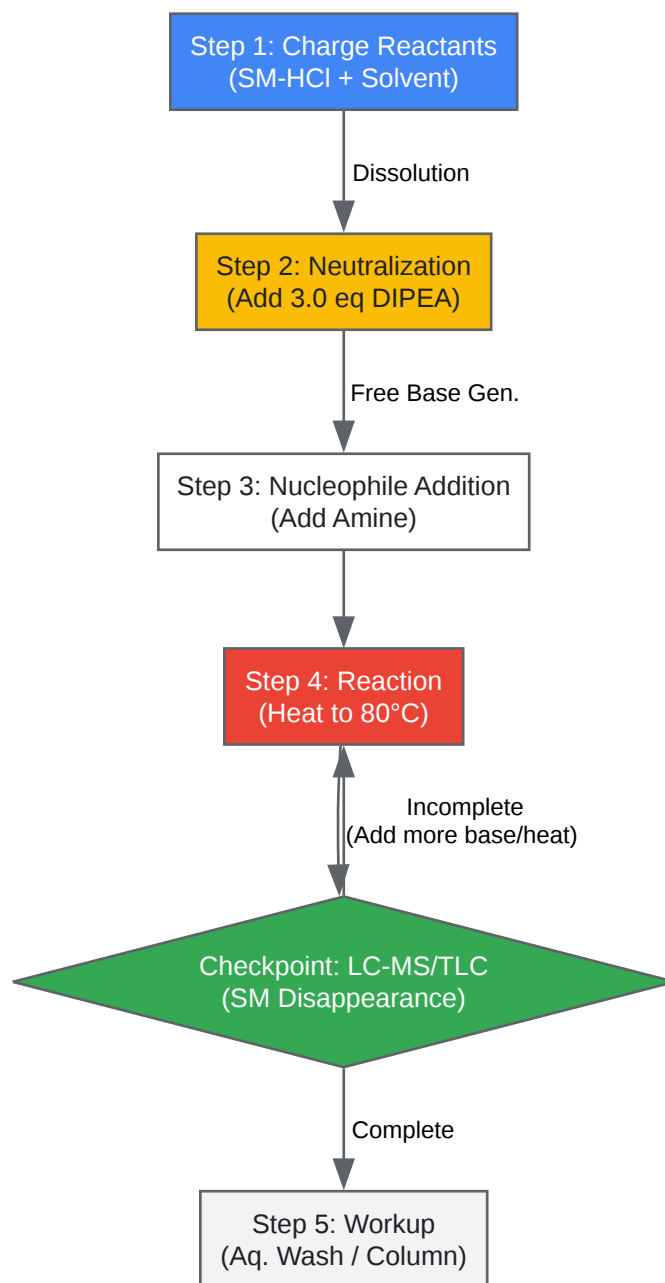 Step 1: Charge Reactants
(SM-HCl + Solvent)
Dissolution
Step 2: Neutralization
(Add 3.0 eq DIPEA)
Free Base Gen.
Step 3: Nucleophile Addition
(Add Amine)
Step 4: Reaction
(Heat to 80°C)
Incomplete
(Add more base/heat)
Checkpoint: LC-MS/TLC
(SM Disappearance)
Complete
Step 5: Workup
(Aq. Wash / Column)